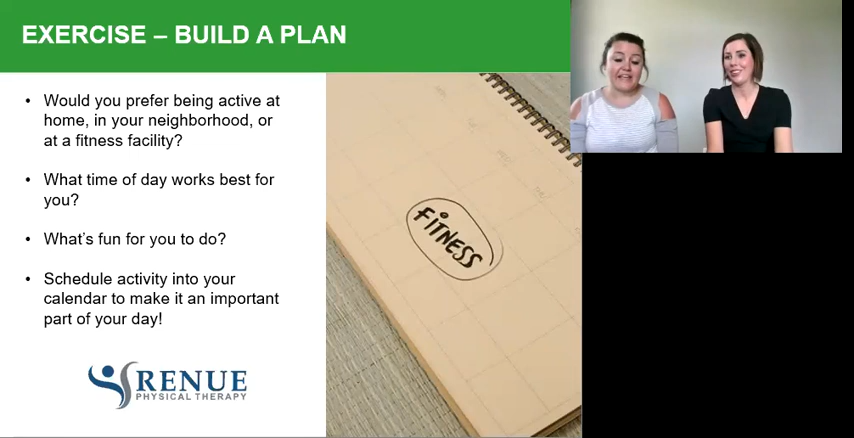 EXERCISE – BUILD A PLAN
• Would you prefer being active at
home, in your neighborhood, or
at a fitness facility?
• What time of day works best for
you?
• What's fun for you to do?
• Schedule activity into your
calendar to make it an important
part of your day!
FiTNESS
RENUE
PHYSICAL THERAPY